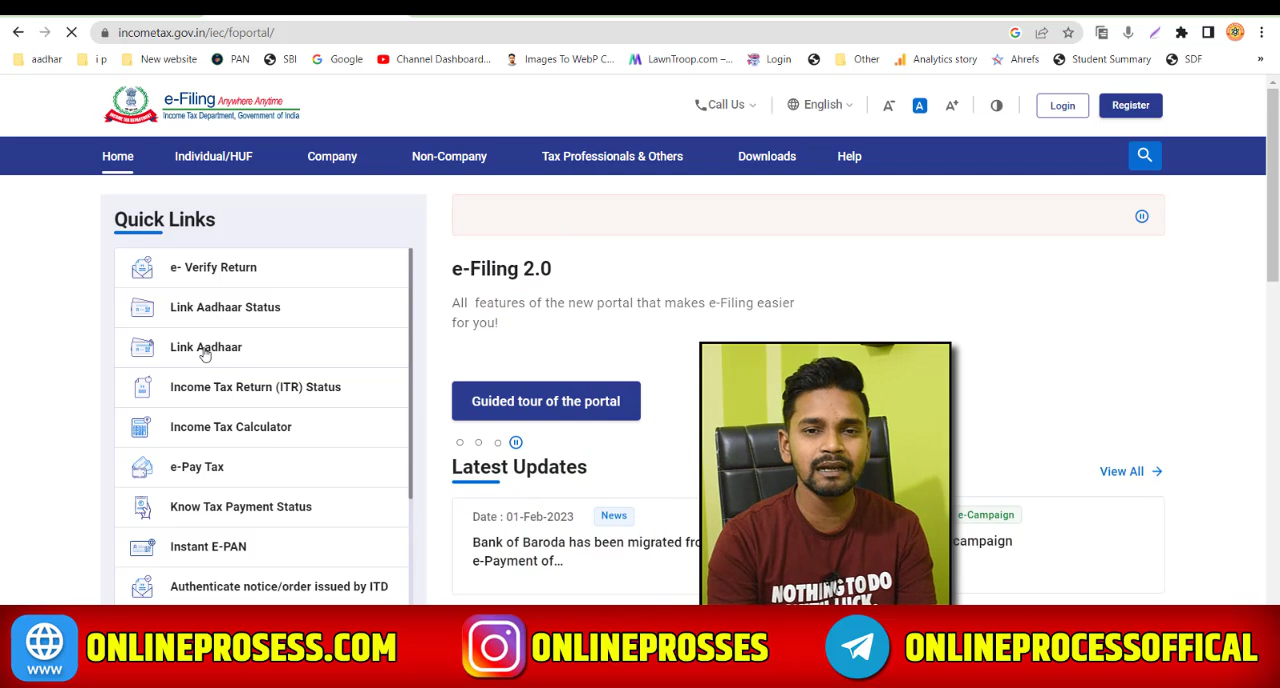 incometax.gov.in/iec/foportal/
aadhar
i p
New website
PAN
SBI
Google
Channel Dashboard...
Images To WebP C...
LawnTroop.com –...
Login
Other
Analytics story
Ahrefs
Student Summary
SDF
»
e-Filing Anywhere Anytime
Income Tax Department, Government of India
Call Us
English
A-
A
A+
Login
Register
Home
Individual/HUF
Company
Non-Company
Tax Professionals & Others
Downloads
Help
Quick Links
e- Verify Return
Link Aadhaar Status
Link Aadhaar
Income Tax Return (ITR) Status
Income Tax Calculator
e-Pay Tax
Know Tax Payment Status
Instant E-PAN
Authenticate notice/order issued by ITD
e-Filing 2.0
All features of the new portal that makes e-Filing easier
for you!
Guided tour of the portal
Latest Updates
View All
Date : 01-Feb-2023
News
e-Campaign
Bank of Baroda has been migrated fro
campaign
e-Payment of...
NOTHING TO DO
LUCK
WWW
ONLINEPROSESS.COM
ONLINEPROSSES
ONLINEPROCESSOFFICAL